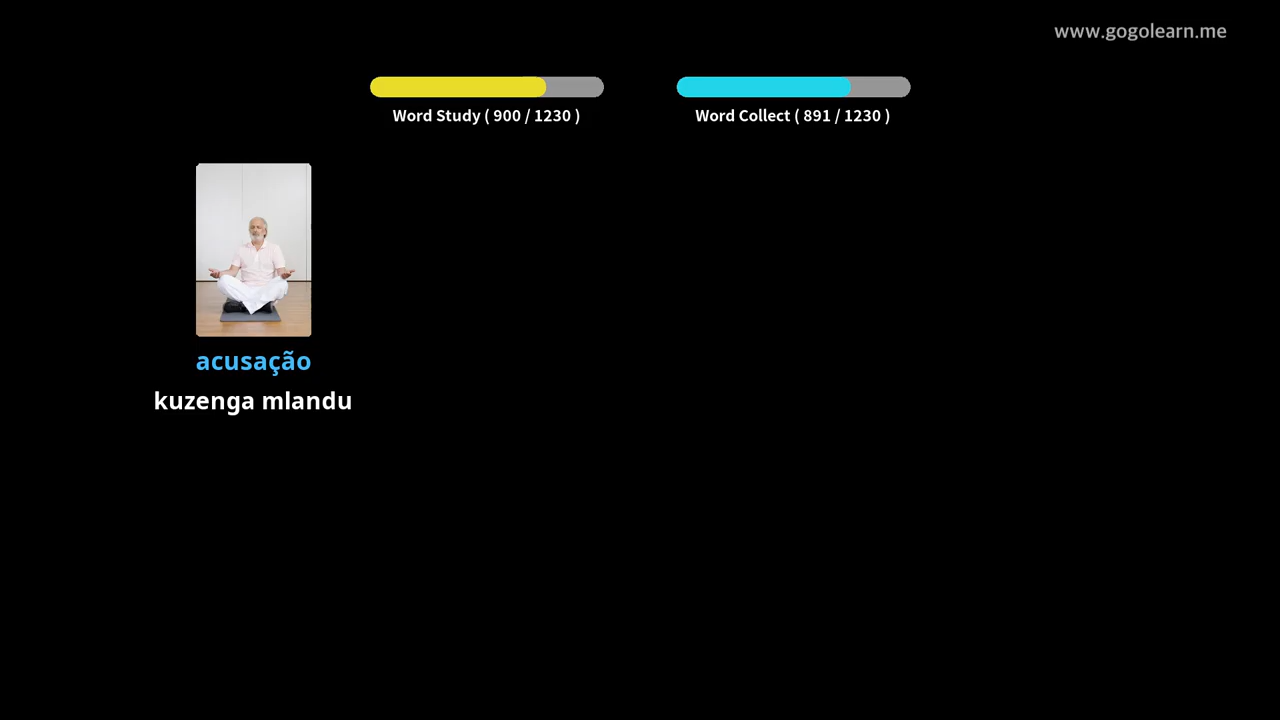 www.gogolearn.me
Word Study ( 900 / 1230 )
Word Collect ( 891 / 1230 )
acusação
kuzenga mlandu